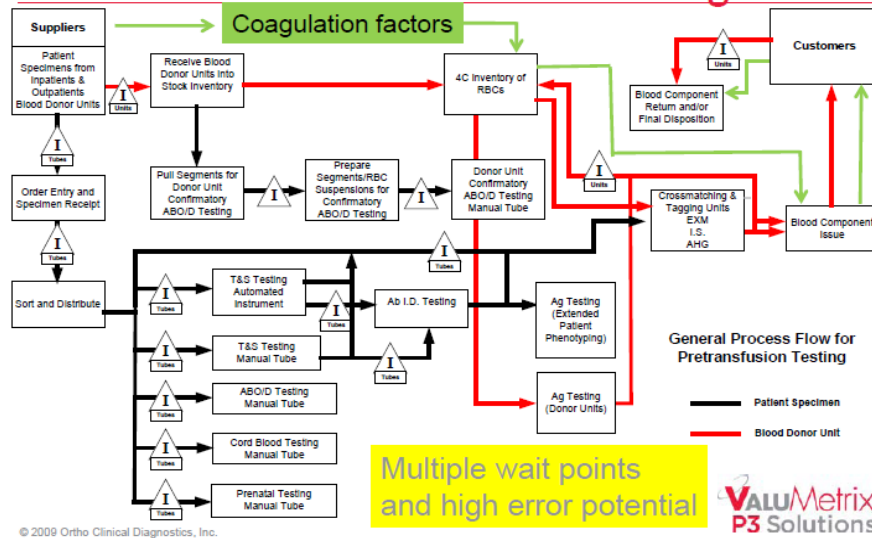 Suppliers
Patient
Specimens from
Inpatients &
Outpatients
Blood Donor Units
Coagulation factors
I
Units
Receive Blood
Donor Units into
Stock Inventory
4C Inventory of
RBCs
I
Units
Customers
Blood Component
Return and/or
Final Disposition
I
Tubes
Order Entry and
Specimen Receipt
I
Tubes
Sort and Distribute
Pull Segments for
Donor Unit
Confirmatory
ABO/D Testing
I
Prepare
Segments/RBC
Suspensions for
Confirmatory
ABO/D Testing
I
Donor Unit
Confirmatory
ABO/D Testing
Manual Tube
I
Units
Crossmatching &
Tagging Units
EXM
I.S.
AHG
Blood Component
Issue
I
Tubes
I
Tubes
T&S Testing
Automated
Instrument
I
Tubes
Ab I.D. Testing
Ag Testing
(Extended
Patient
Phenotyping)
I
Tubes
T&S Testing
Manual Tube
I
Tubes
Ag Testing
(Donor Units)
I
Tubes
ABO/D Testing
Manual Tube
I
Tubes
Cord Blood Testing
Manual Tube
I
Tubes
Prenatal Testing
Manual Tube
General Process Flow for
Pretransfusion Testing
Patient Specimen
Blood Donor Unit
Multiple wait points
and high error potential
VALUMetrix
P3 Solutions
© 2009 Ortho Clinical Diagnostics, Inc.